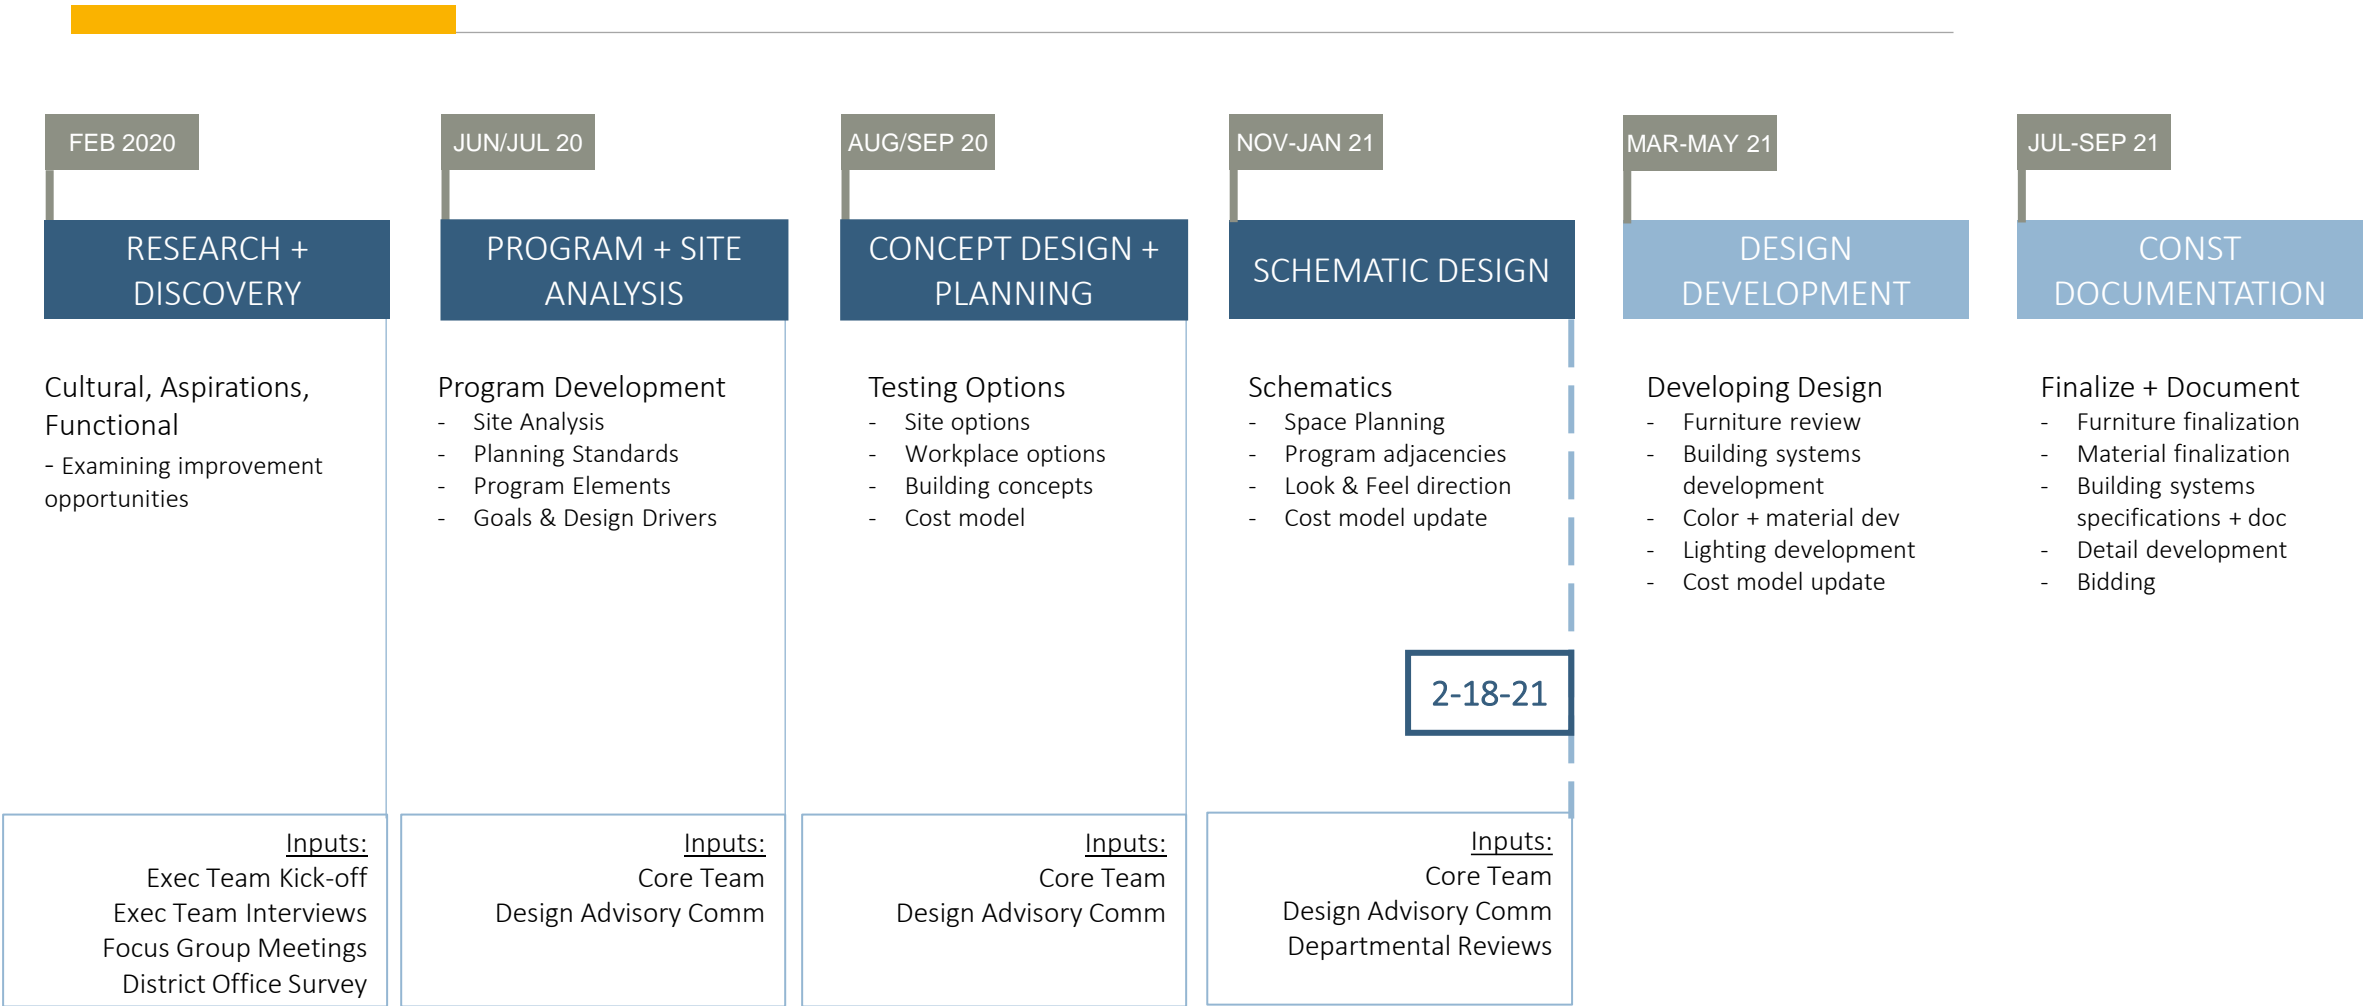 FEB 2020
JUN/JUL 20
AUG/SEP 20
NOV-JAN 21
MAR-MAY 21
JUL-SEP 21
RESEARCH +
DISCOVERY
PROGRAM + SITE
ANALYSIS
CONCEPT DESIGN +
PLANNING
SCHEMATIC DESIGN
DESIGN
DEVELOPMENT
CONST
DOCUMENTATION
Cultural, Aspirations,
Functional
- Examining improvement
opportunities
Program Development
- Site Analysis
- Planning Standards
- Program Elements
- Goals & Design Drivers
Testing Options
- Site options
- Workplace options
- Building concepts
- Cost model
Schematics
- Space Planning
- Program adjacencies
- Look & Feel direction
- Cost model update
Developing Design
- Furniture review
- Building systems
development
- Color + material dev
- Lighting development
- Cost model update
Finalize + Document
- Furniture finalization
- Material finalization
- Building systems
specifications + doc
- Detail development
- Bidding
2-18-21
Inputs:
Exec Team Kick-off
Exec Team Interviews
Focus Group Meetings
District Office Survey
Inputs:
Core Team
Design Advisory Comm
Inputs:
Core Team
Design Advisory Comm
Inputs:
Core Team
Design Advisory Comm
Departmental Reviews